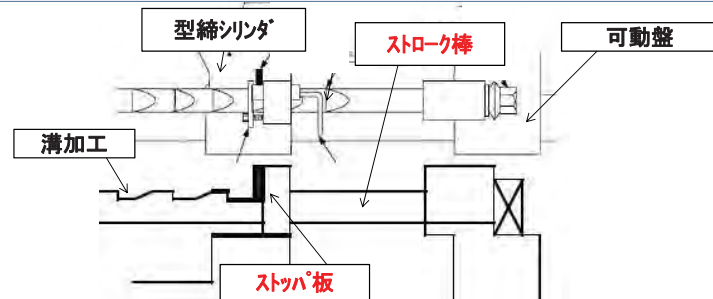 型締シリンダ
ストローク棒
可動盤
溝加工
ストッパ板